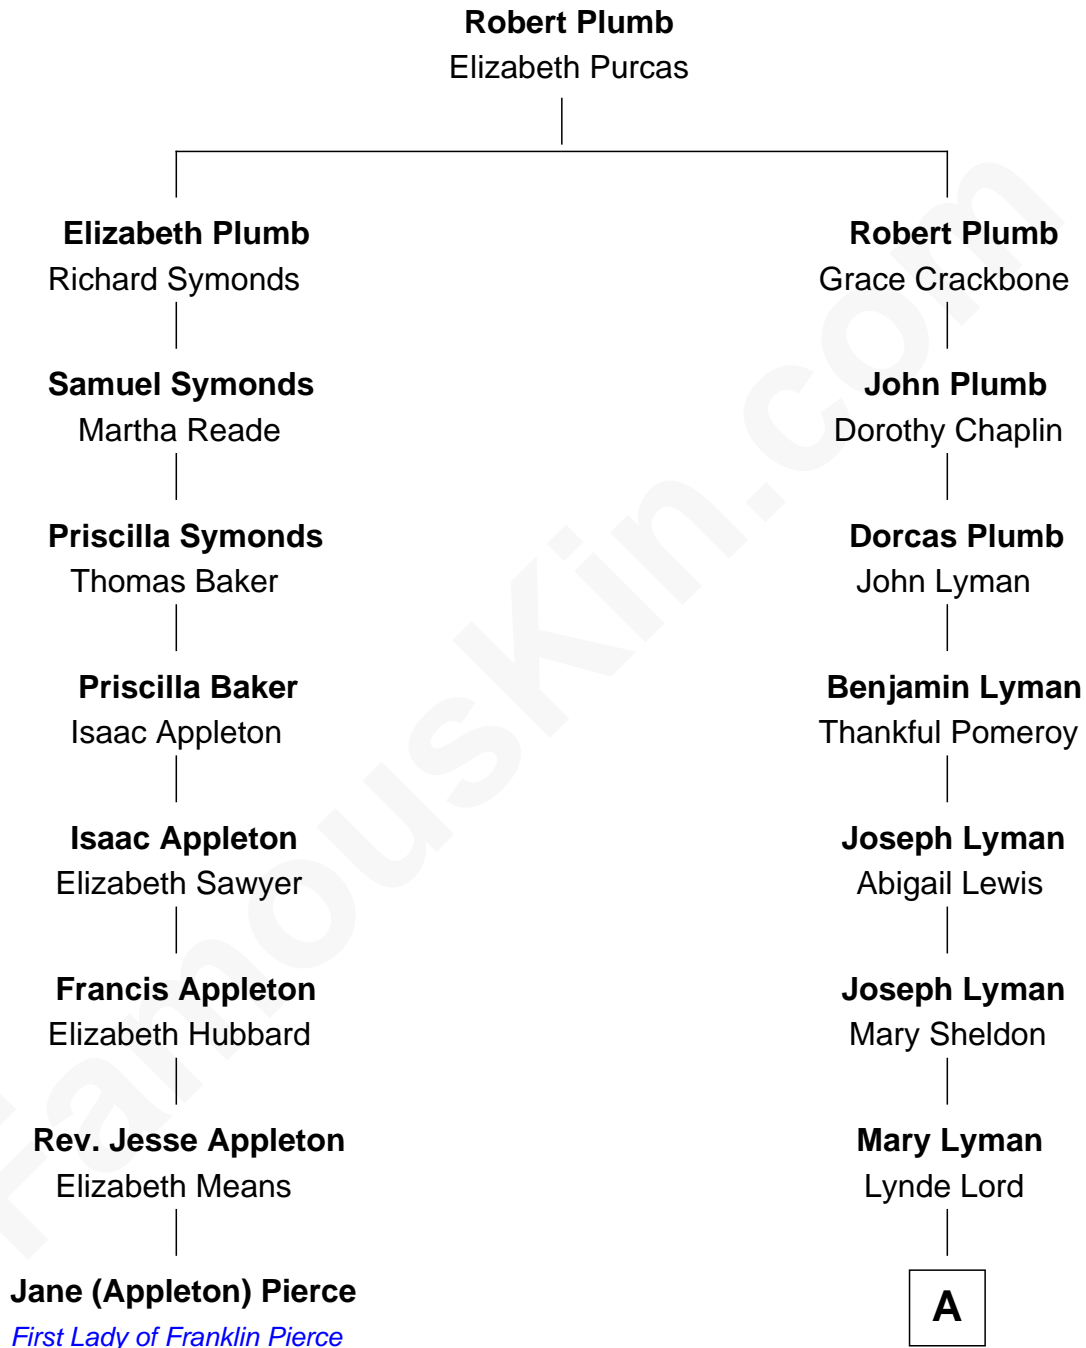 Robert Plumb
Elizabeth Purcas
Elizabeth Plumb
Richard Symonds
Robert Plumb
Grace Crackbone
Samuel Symonds
Martha Reade
John Plumb
Dorothy Chaplin
Priscilla Symonds
Thomas Baker
Dorcas Plumb
John Lyman
Priscilla Baker
Isaac Appleton
Benjamin Lyman
Thankful Pomeroy
Isaac Appleton
Elizabeth Sawyer
Joseph Lyman
Abigail Lewis
Francis Appleton
Elizabeth Hubbard
Joseph Lyman
Mary Sheldon
Rev. Jesse Appleton
Elizabeth Means
Mary Lyman
Lynde Lord
Jane (Appleton) Pierce
First Lady of Franklin Pierce
A
FamousKin.com